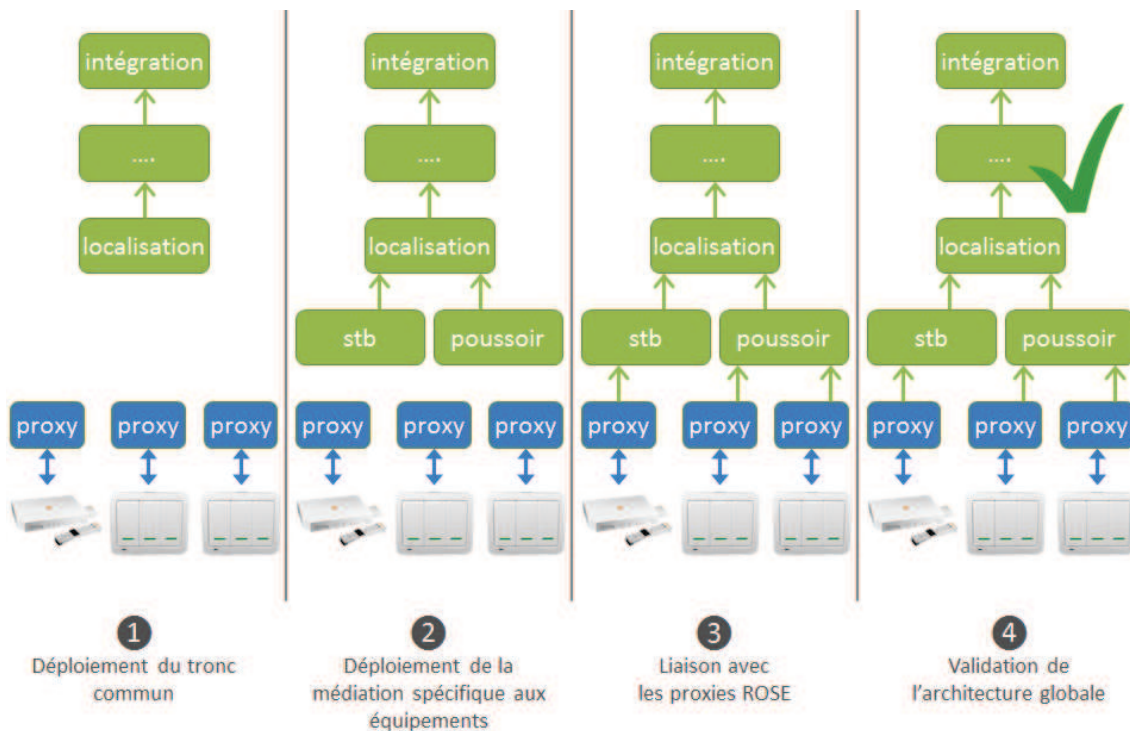 intégration
....
localisation
proxy
proxy
proxy
1
Déploiement du tronc
commun
intégration
....
localisation
stb
poussoir
proxy
proxy
proxy
2
Déploiement de la
médiation spécifique aux
équipements
intégration
....
localisation
stb
poussoir
proxy
proxy
proxy
3
Liaison avec
les proxies ROSE
intégration
....
localisation
stb
poussoir
proxy
proxy
proxy
4
Validation de
l'architecture globale